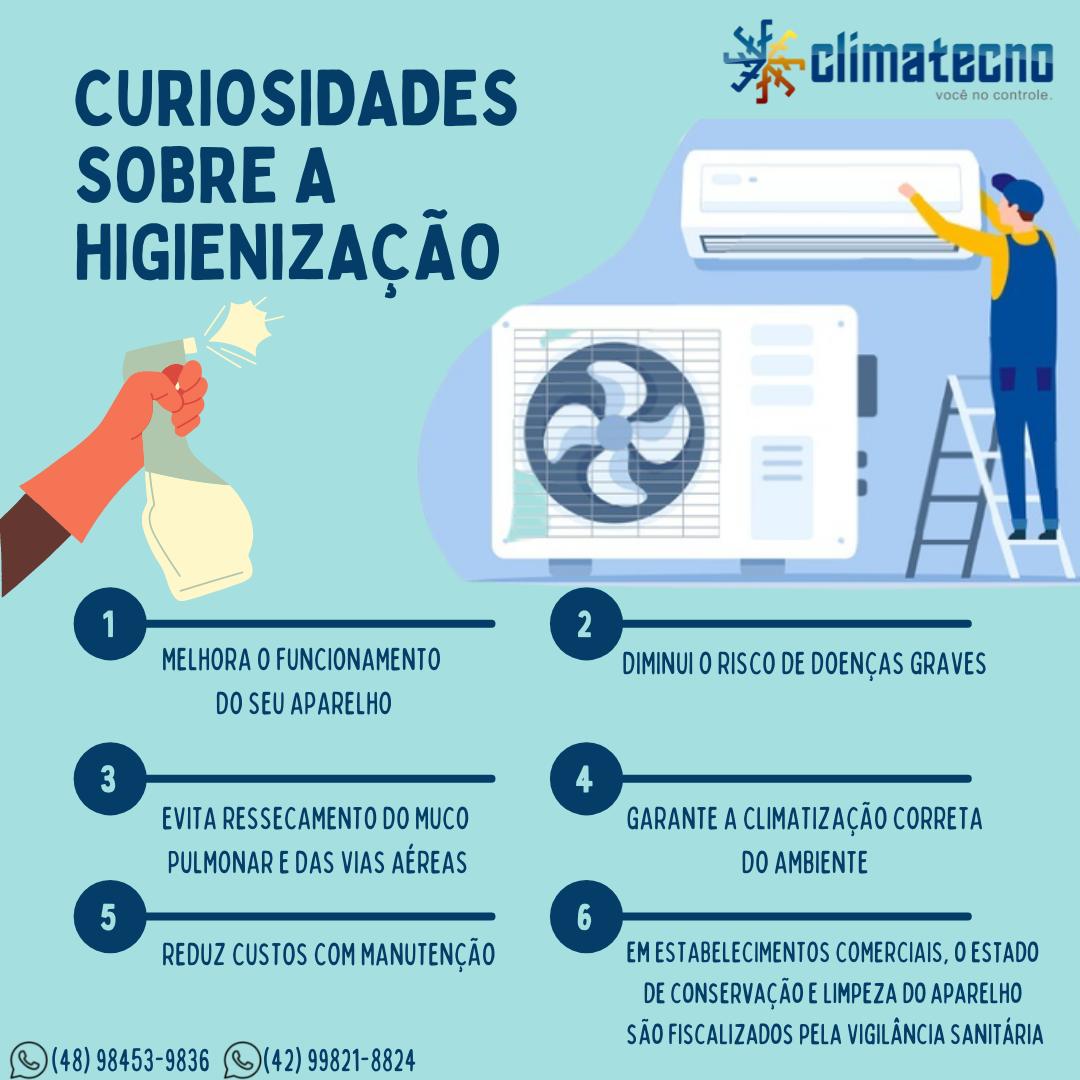 climatecno
você no controle.
CURIOSIDADES
SOBRE A
HIGIENIZAÇÃO
1
MELHORA O FUNCIONAMENTO
DO SEU APARELHO
2
DIMINUI O RISCO DE DOENÇAS GRAVES
3
EVITA RESSECAMENTO DO MUCO
PULMONAR E DAS VIAS AÉREAS
4
GARANTE A CLIMATIZAÇÃO CORRETA
DO AMBIENTE
5
REDUZ CUSTOS COM MANUTENÇÃO
6
EM ESTABELECIMENTOS COMERCIAIS, O ESTADO
DE CONSERVAÇÃO E LIMPEZA DO APARELHO
SÃO FISCALIZADOS PELA VIGILÂNCIA SANITÁRIA
(48) 98453-9836 (42) 99821-8824